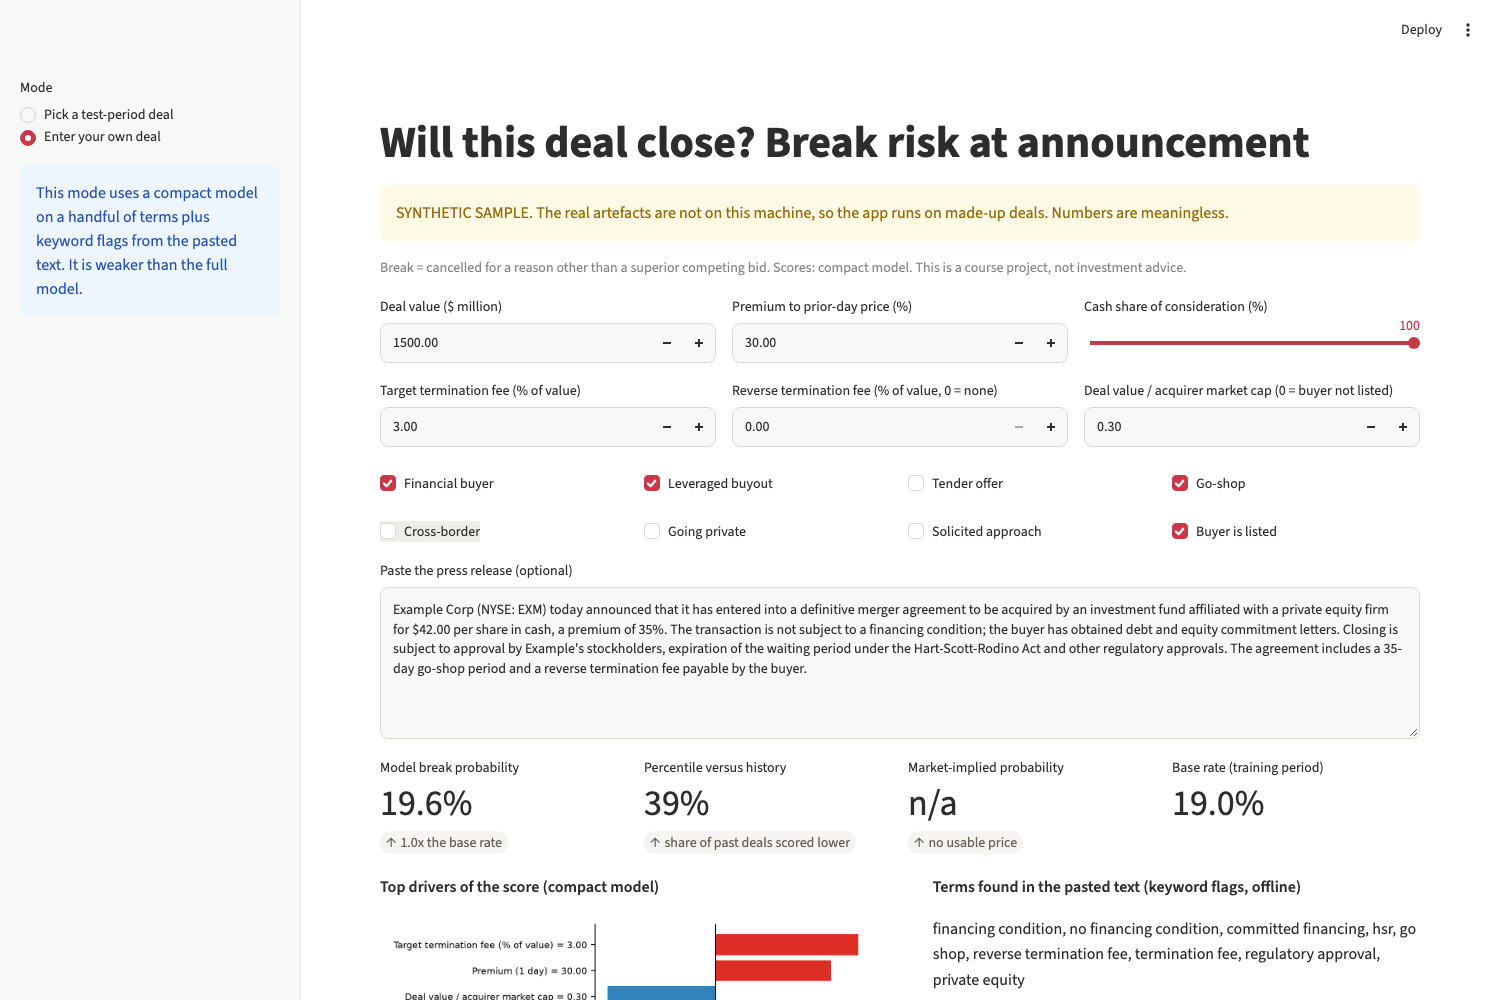 Deploy
Mode
Pick a test-period deal
Enter your own deal
This mode uses a compact model
on a handful of terms plus
keyword flags from the pasted
text. It is weaker than the full
model.
Will this deal close? Break risk at announcement
SYNTHETIC SAMPLE. The real artefacts are not on this machine, so the app runs on made-up deals. Numbers are meaningless.
Break = cancelled for a reason other than a superior competing bid. Scores: compact model. This is a course project, not investment advice.
Deal value ($ million)
1500.00
Premium to prior-day price (%)
30.00
Cash share of consideration (%)
100
Target termination fee (% of value)
3.00
Reverse termination fee (% of value, 0 = none)
0.00
Deal value / acquirer market cap (0 = buyer not listed)
0.30
Financial buyer
Leveraged buyout
Tender offer
Go-shop
Cross-border
Going private
Solicited approach
Buyer is listed
Paste the press release (optional)
Example Corp (NYSE: EXM) today announced that it has entered into a definitive merger agreement to be acquired by an investment fund affiliated with a private equity firm
for $42.00 per share in cash, a premium of 35%. The transaction is not subject to a financing condition; the buyer has obtained debt and equity commitment letters. Closing is
subject to approval by Example's stockholders, expiration of the waiting period under the Hart-Scott-Rodino Act and other regulatory approvals. The agreement includes a 35-
day go-shop period and a reverse termination fee payable by the buyer.
Model break probability
19.6%
↑ 1.0x the base rate
Percentile versus history
39%
↑ share of past deals scored lower
Market-implied probability
n/a
↑ no usable price
Base rate (training period)
19.0%
Top drivers of the score (compact model)
Target termination fee (% of value) = 3.00
Premium (1 day) = 30.00
Deal value / acquirer market cap = 0.30
Terms found in the pasted text (keyword flags, offline)
financing condition, no financing condition, committed financing, hsr, go
shop, reverse termination fee, termination fee, regulatory approval,
private equity